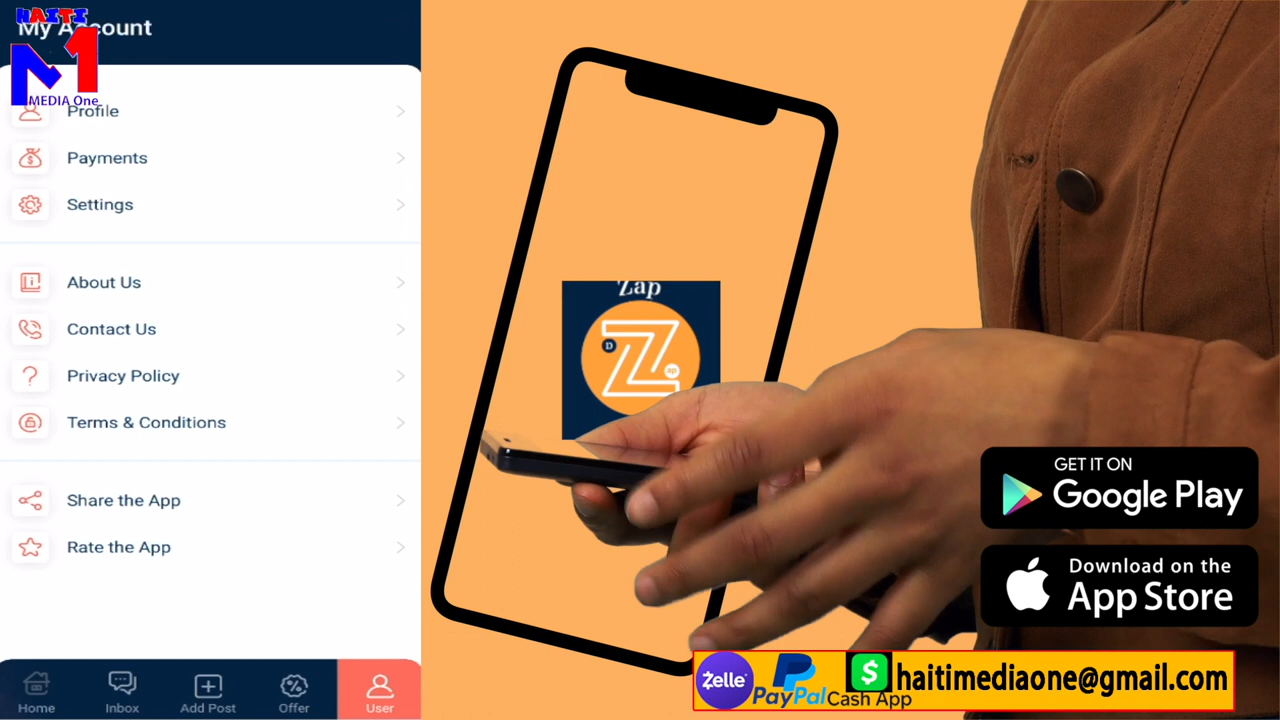 HAITI
My Account
M1
MEDIA One
Profile
Payments
Settings
About Us
Contact Us
Privacy Policy
Terms & Conditions
Share the App
Rate the App
Home
Inbox
Add Post
Offer
User
Zap
D
Z
ap
GET IT ON
Google Play
Download on the
App Store
Zelle
PayPal
$
Cash App
haitimediaone@gmail.com